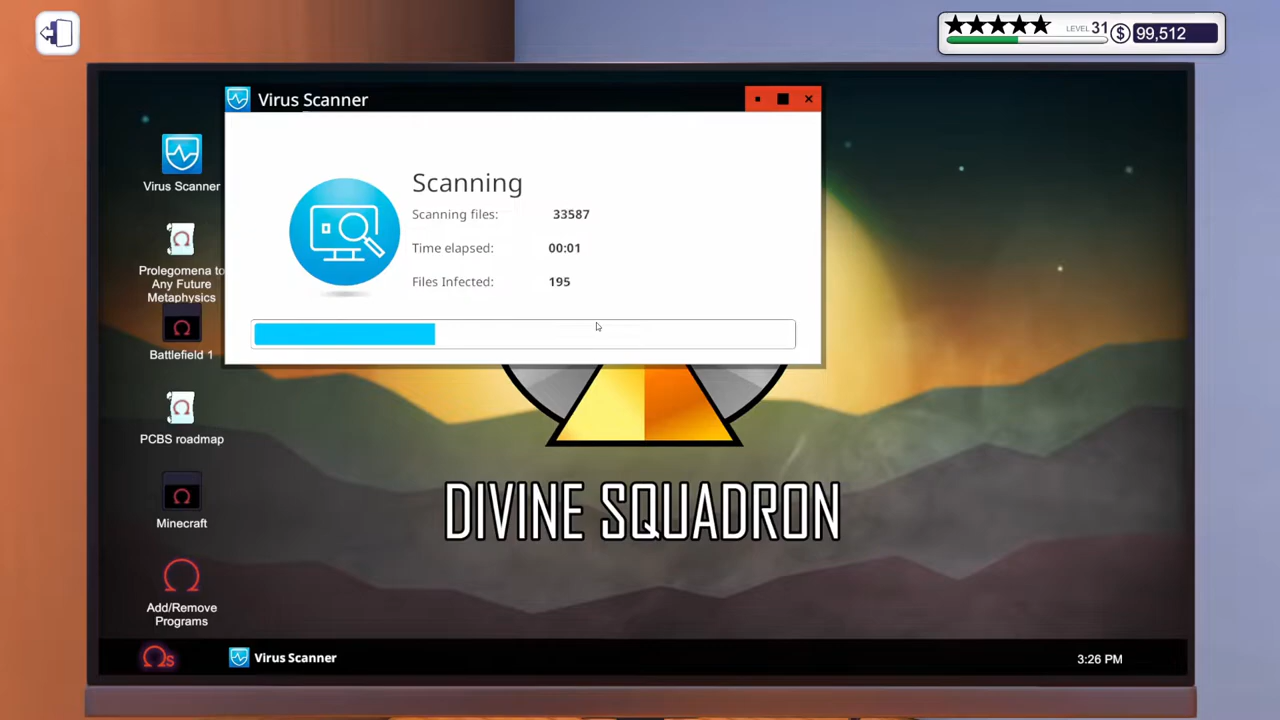 LEVEL 31
$ 99,512
Virus Scanner
Scanning
Scanning files: 33587
Time elapsed: 00:01
Files Infected: 195
Virus Scanner
Prolegomena to
Any Future
Metaphysics
Battlefield 1
PCBS roadmap
Minecraft
Add/Remove
Programs
DIVINE SQUADRON
Ωs
Virus Scanner
3:26 PM